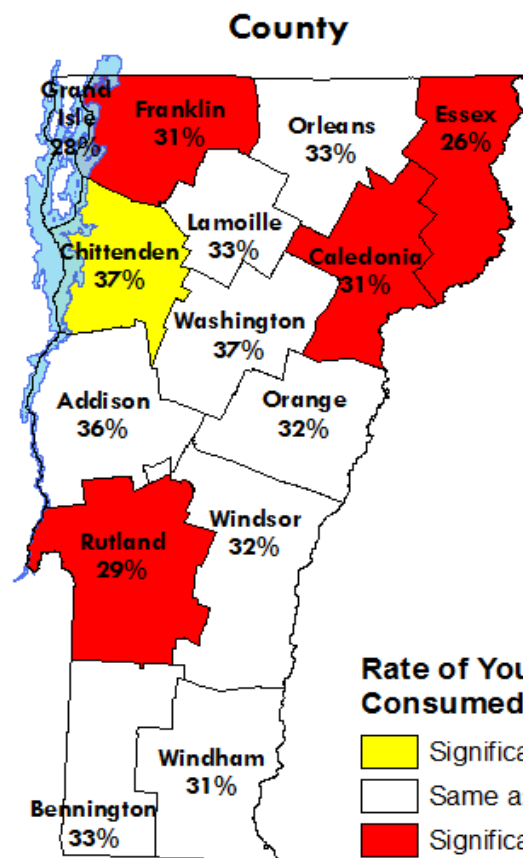 County
Grand
Isle
28%
Franklin
31%
Orleans
33%
Essex
26%
Lamoille
33%
Chittenden
37%
Caledonia
31%
Washington
37%
Addison
36%
Orange
32%
Rutland
29%
Windsor
32%
Windham
31%
Bennington
33%
Rate of You
Consumed
Significa
Same a
Significa